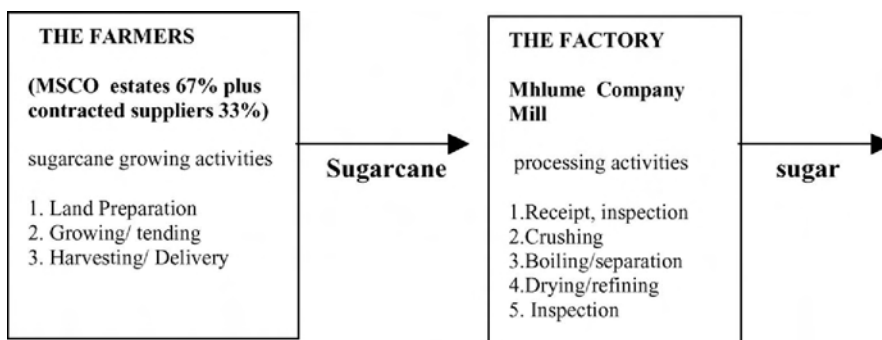 THE FARMERS
(MSCO estates 67% plus
contracted suppliers 33%)
sugarcane growing activities
1. Land Preparation
2. Growing/ tending
3. Harvesting/ Delivery
Sugarcane
THE FACTORY
Mhlume Company
Mill
processing activities
1.Receipt, inspection
2.Crushing
3.Boiling/separation
4.Drying/refining
5. Inspection
sugar